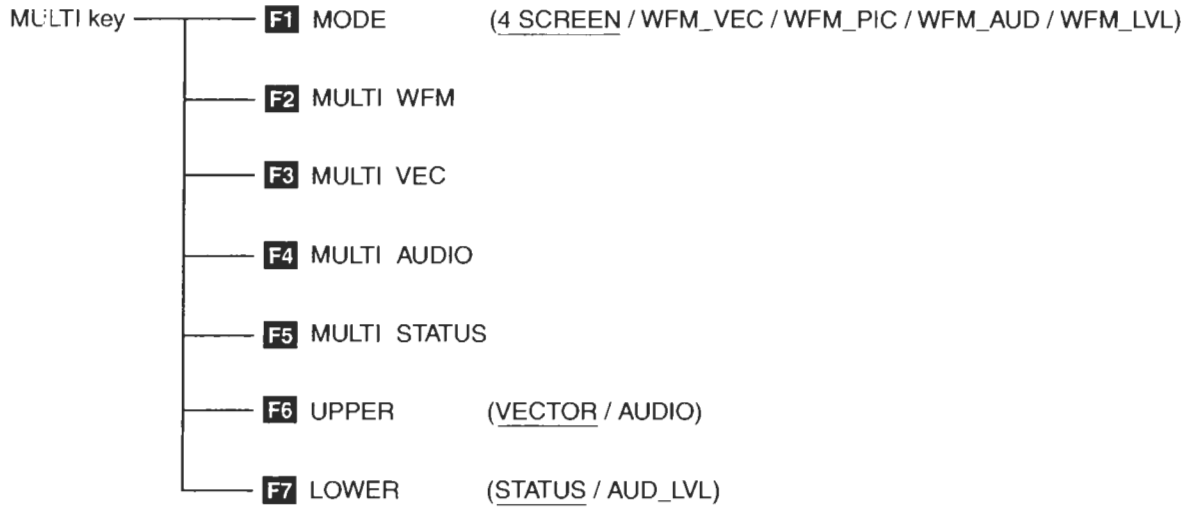 MULTI key F1 MODE (4 SCREEN / WFM_VEC / WFM_PIC / WFM_AUD / WFM_LVL)
F2 MULTI WFM
F3 MULTI VEC
F4 MULTI AUDIO
F5 MULTI STATUS
F6 UPPER (VECTOR / AUDIO)
F7 LOWER (STATUS / AUD_LVL)